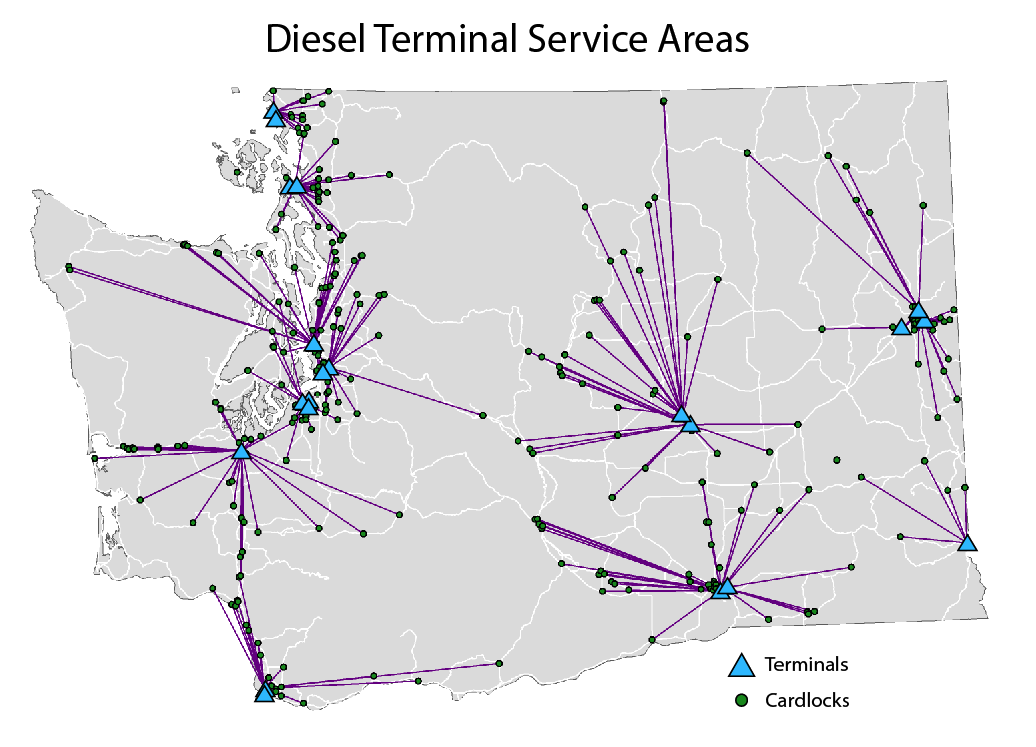 Diesel Terminal Service Areas
Terminals
Cardlocks